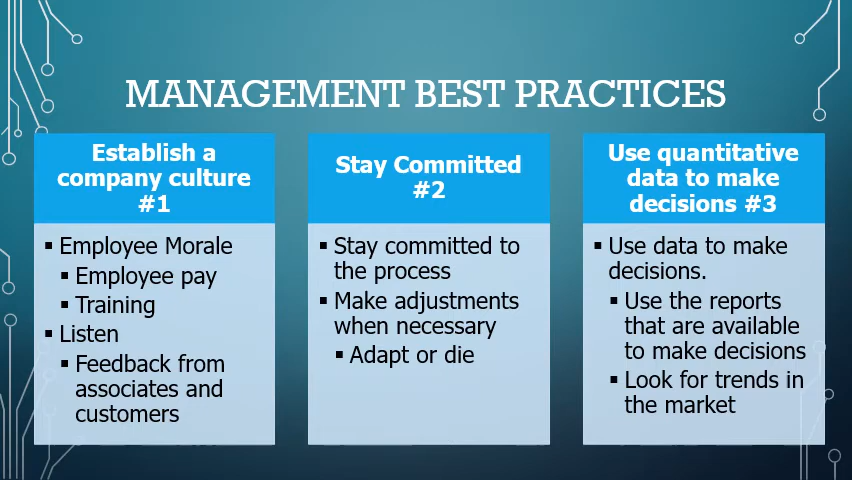 MANAGEMENT BEST PRACTICES
Establish a
company culture
#1
▪ Employee Morale
▪ Employee pay
▪ Training
▪ Listen
▪ Feedback from
associates and
customers
Stay Committed
#2
▪ Stay committed to
the process
▪ Make adjustments
when necessary
▪ Adapt or die
Use quantitative
data to make
decisions #3
▪ Use data to make
decisions.
▪ Use the reports
that are available
to make decisions
▪ Look for trends in
the market